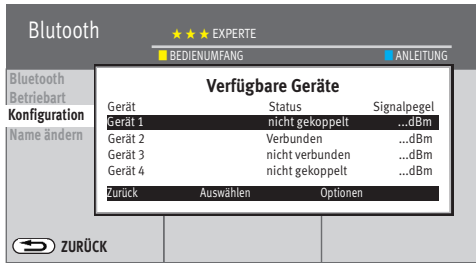 Blutooth
★ ★ ★ EXPERTE
BEDIENUMFANG
ANLEITUNG
Bluetooth
Betriebart
Konfiguration
Name ändern
Verfügbare Geräte
Gerät Status Signalpegel
Gerät 1 nicht gekoppelt ...dBm
Gerät 2 Verbunden ...dBm
Gerät 3 nicht verbunden ...dBm
Gerät 4 nicht gekoppelt ...dBm
Zurück Auswählen Optionen
ZURÜCK